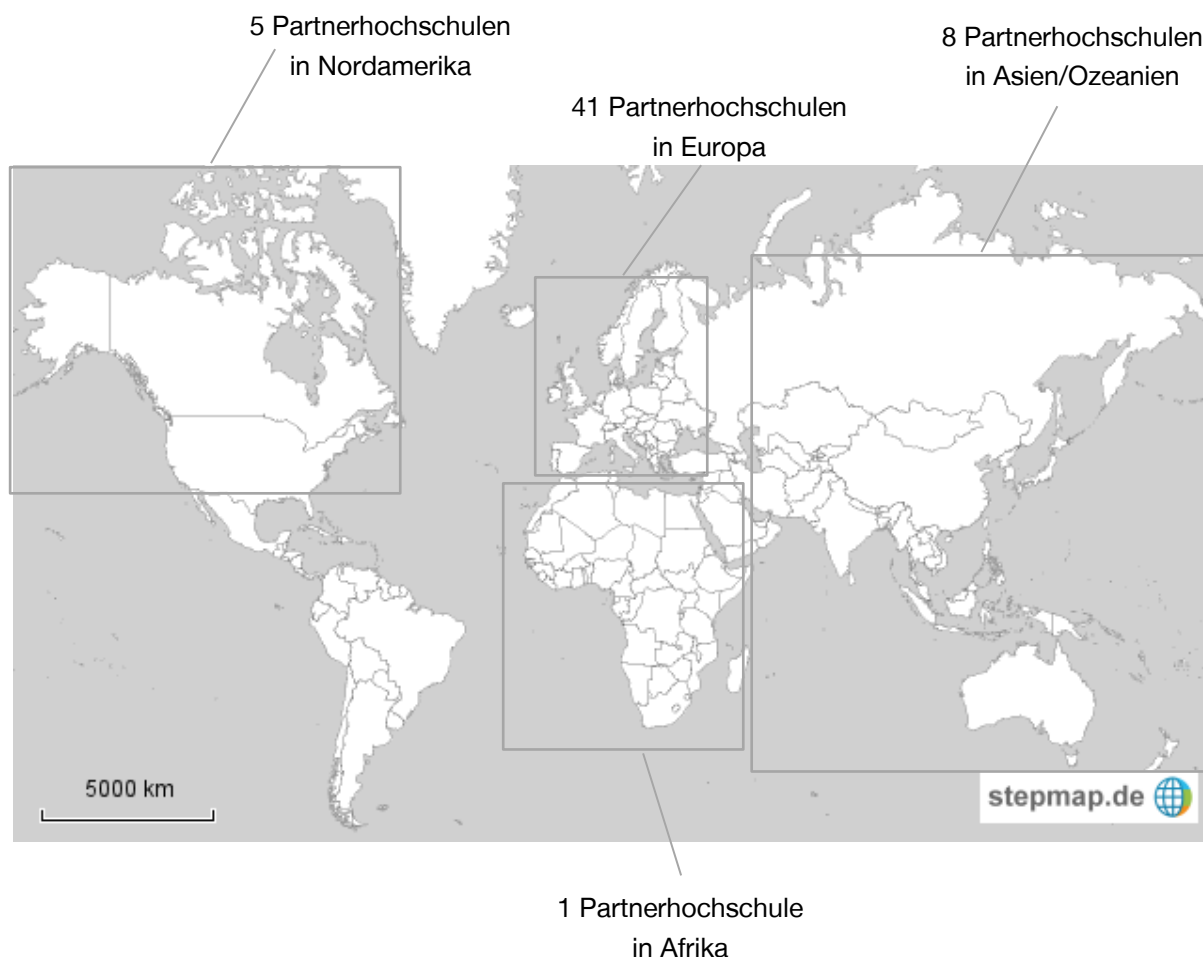 5 Partnerhochschulen
in Nordamerika
8 Partnerhochschulen
in Asien/Ozeanien
41 Partnerhochschulen
in Europa
5000 km
stepmap.de
1 Partnerhochschule
in Afrika